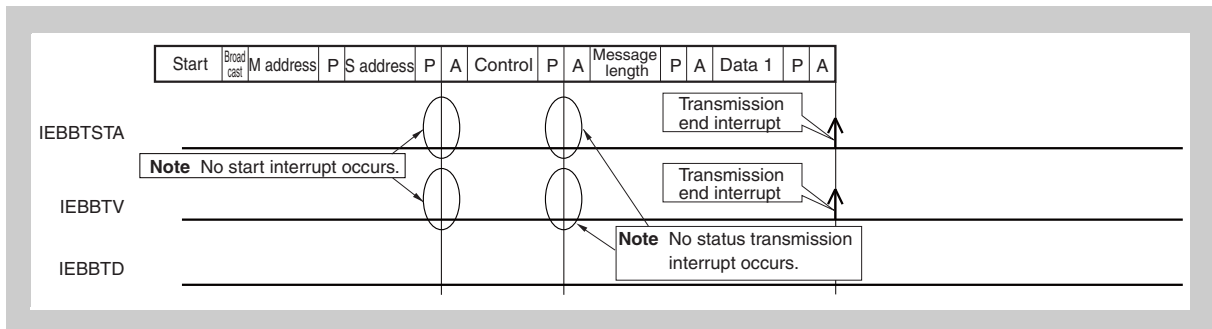 Start Broad cast M address P S address P A Control P A Message length P A Data 1 P A
Transmission
end interrupt
IEBBTSTA
Note No start interrupt occurs.
Transmission
end interrupt
IEBBTV
Note No status transmission
interrupt occurs.
IEBBTD